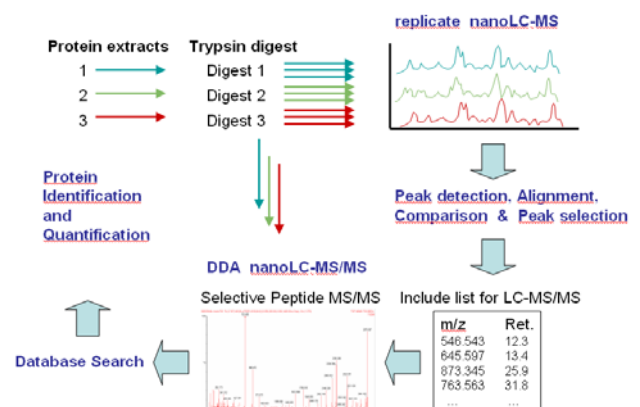 replicate nanoLC-MS
Protein extracts
Trypsin digest
1
Digest 1
2
Digest 2
3
Digest 3
Protein
Identification
and
Quantification
Peak detection, Alignment,
Comparison & Peak selection
DDA nanoLC-MS/MS
Selective Peptide MS/MS
Include list for LC-MS/MS
m/z Ret.
546.543 12.3
645.597 13.4
873.345 25.9
763.563 31.8
... ...
Database Search